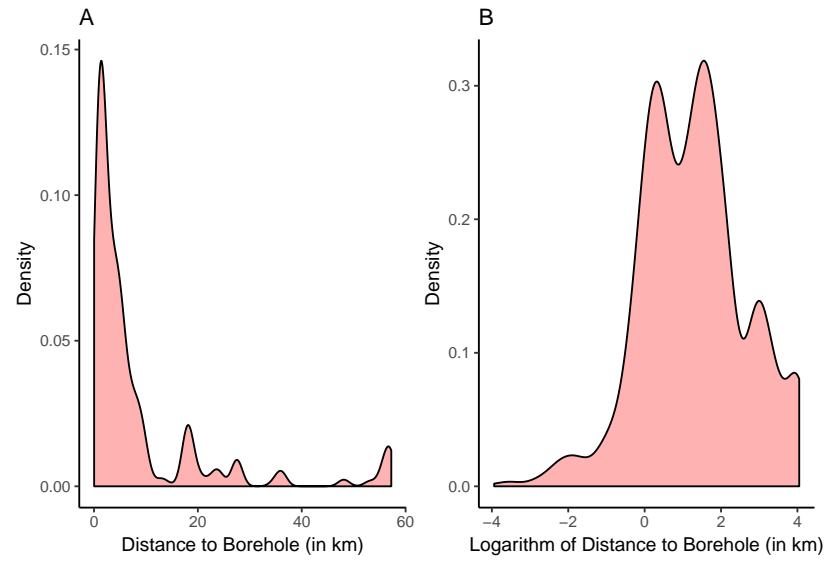 A
0.15
0.10
0.05
0.00
Density
0
20
40
60
Distance to Borehole (in km)
B
0.3
0.2
0.1
0.0
Density
−4
−2
0
2
4
Logarithm of Distance to Borehole (in km)